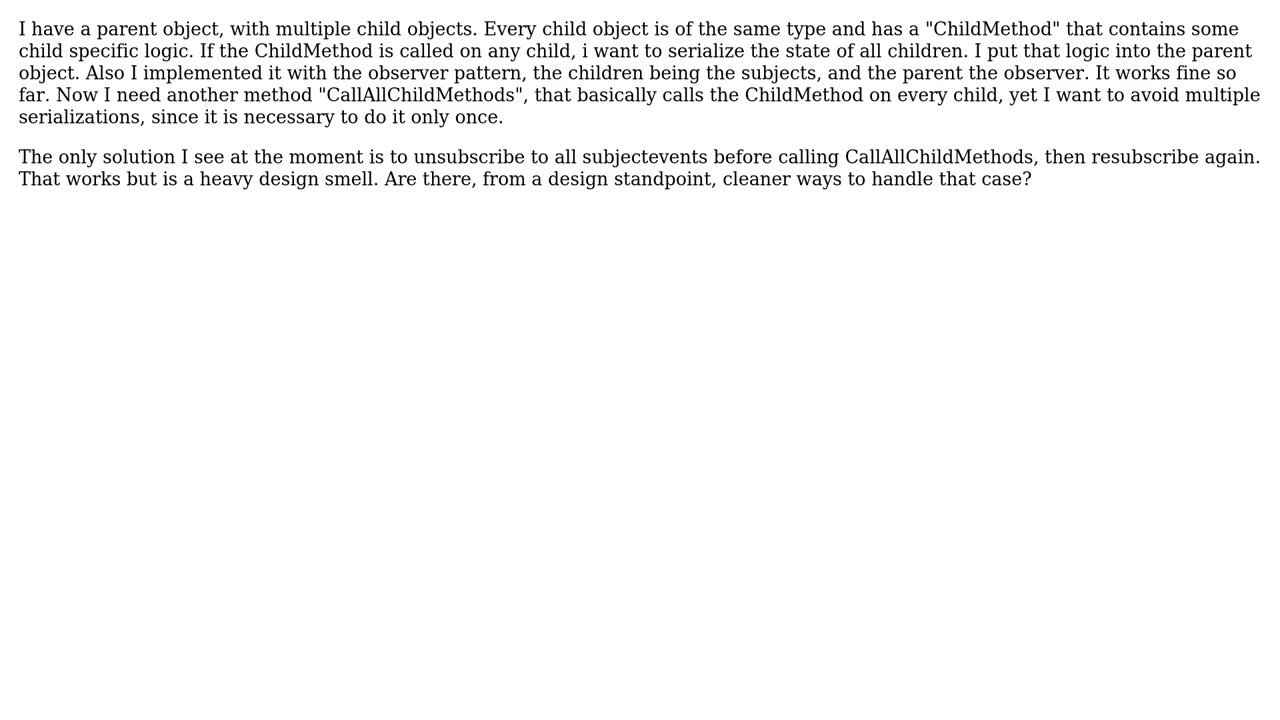 I have a parent object, with multiple child objects. Every child object is of the same type and has a "ChildMethod" that contains some
child specific logic. If the ChildMethod is called on any child, i want to serialize the state of all children. I put that logic into the parent
object. Also I implemented it with the observer pattern, the children being the subjects, and the parent the observer. It works fine so
far. Now I need another method "CallAllChildMethods", that basically calls the ChildMethod on every child, yet I want to avoid multiple
serializations, since it is necessary to do it only once.
The only solution I see at the moment is to unsubscribe to all subjectevents before calling CallAllChildMethods, then resubscribe again.
That works but is a heavy design smell. Are there, from a design standpoint, cleaner ways to handle that case?